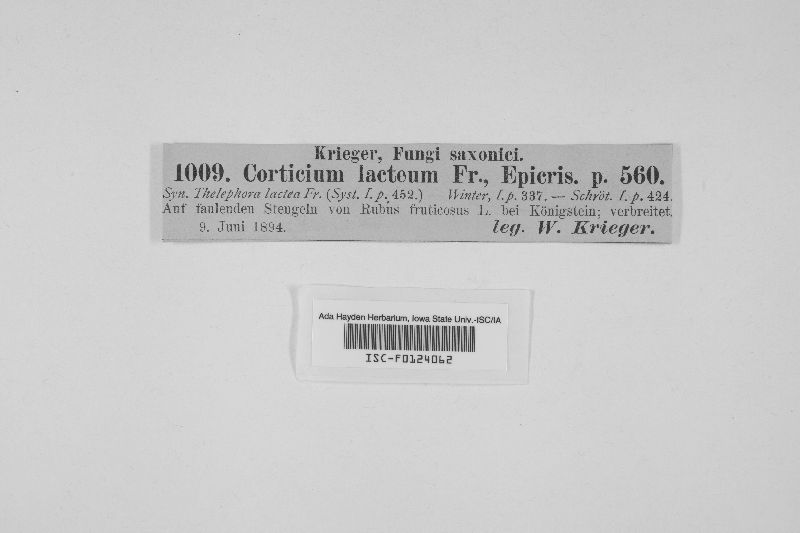 Krieger, Fungi saxonici.
1009. Corticium lacteum Fr., Epicris. p. 560.
Syn. Thelephora lactea Fr. (Syst. I. p. 452.) — Winter, l. p. 337. — Schröt. I. p. 424.
Auf faulenden Stengeln von Rubus fruticosus L. bei Königstein; verbreitet.
9. Juni 1894. leg. W. Krieger.
Ada Hayden Herbarium, Iowa State Univ.-ISC/IA
ISC-F0124062